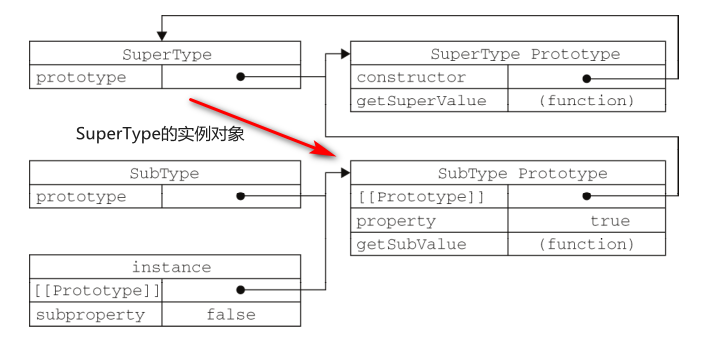 SuperType
prototype
SuperType Prototype
constructor
getSuperValue (function)
SuperType的实例对象
SubType
prototype
SubType Prototype
[[Prototype]]
property true
getSubValue (function)
instance
[[Prototype]]
subproperty false